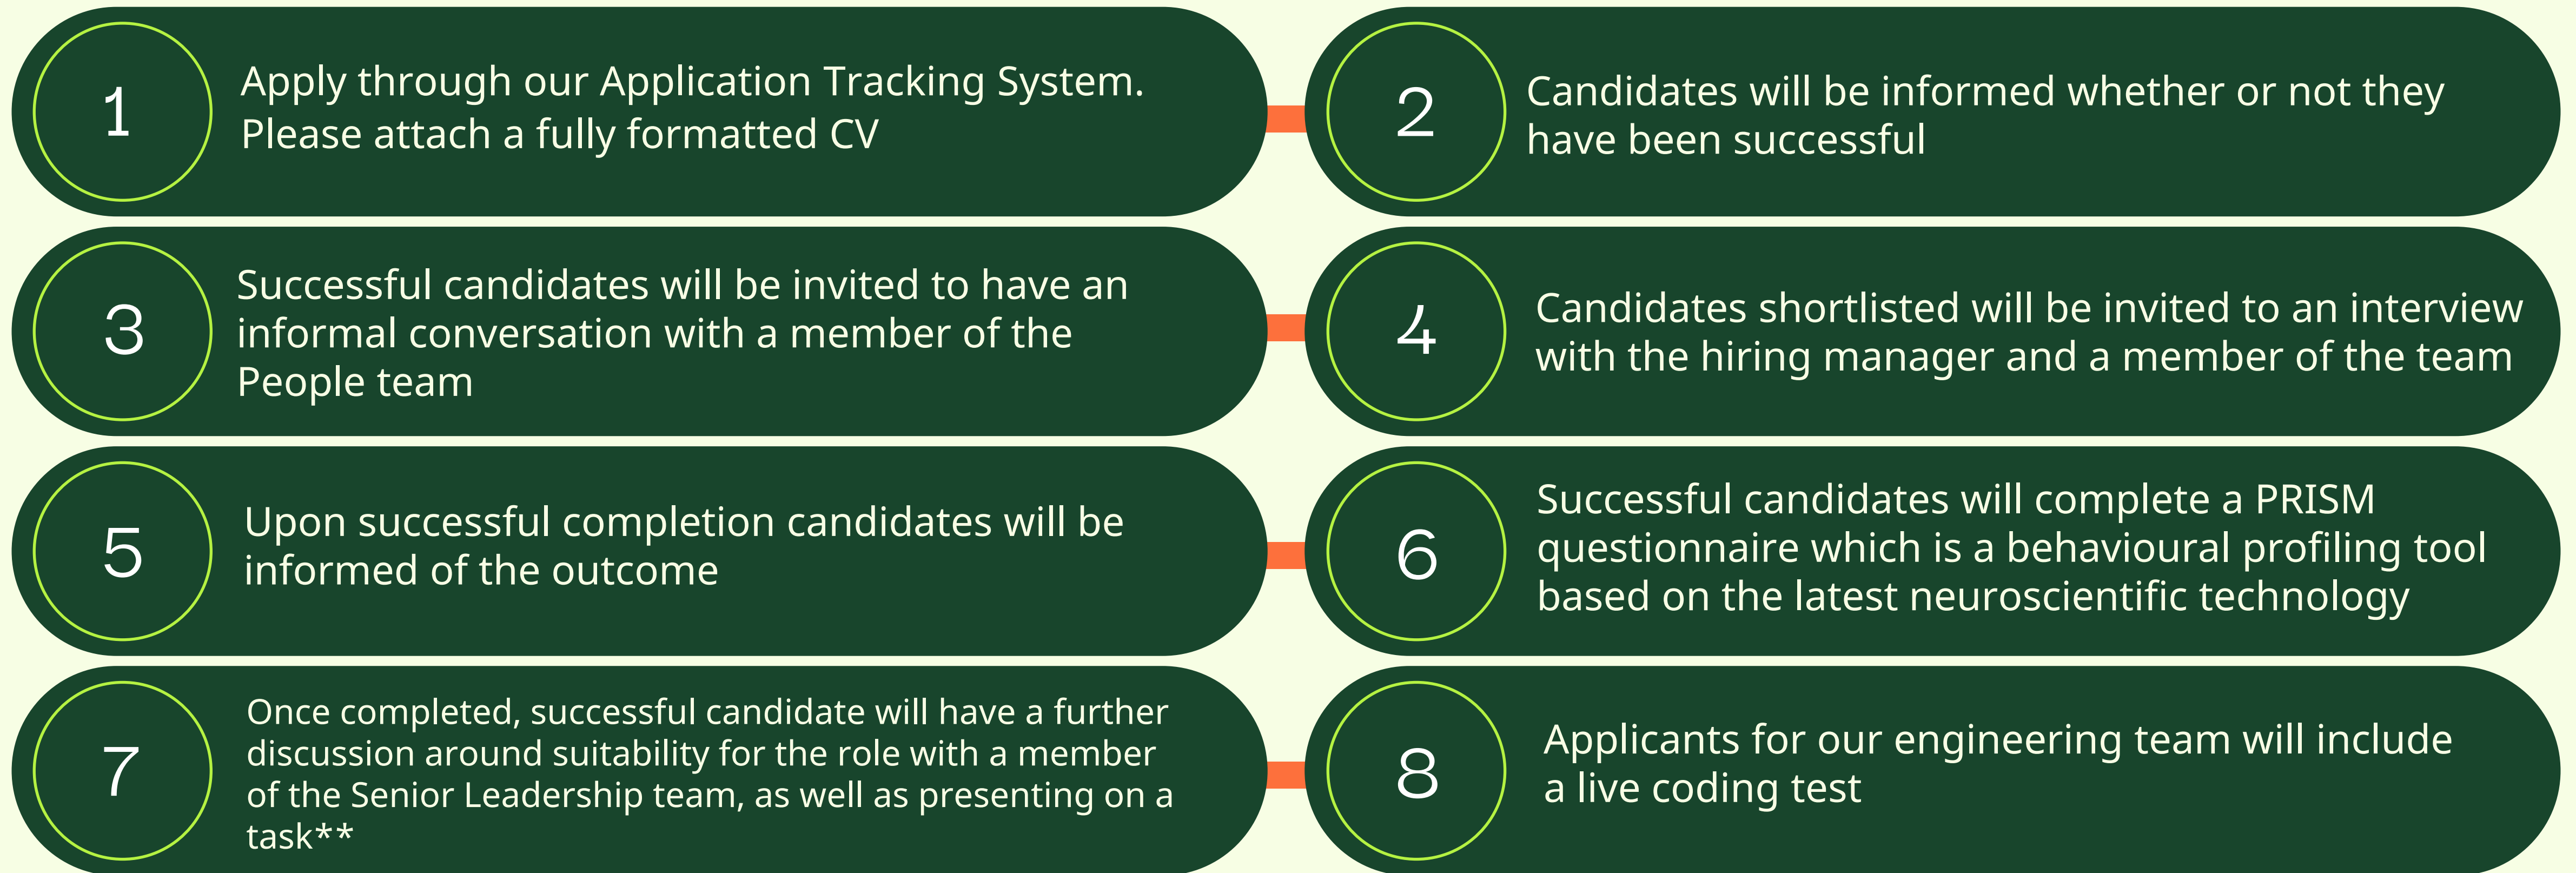 1
Apply through our Application Tracking System.
Please attach a fully formatted CV
2
Candidates will be informed whether or not they
have been successful
3
Successful candidates will be invited to have an
informal conversation with a member of the
People team
4
Candidates shortlisted will be invited to an interview
with the hiring manager and a member of the team
5
Upon successful completion candidates will be
informed of the outcome
6
Successful candidates will complete a PRISM
questionnaire which is a behavioural profiling tool
based on the latest neuroscientific technology
7
Once completed, successful candidate will have a further
discussion around suitability for the role with a member
of the Senior Leadership team, as well as presenting on a
task**
8
Applicants for our engineering team will include
a live coding test